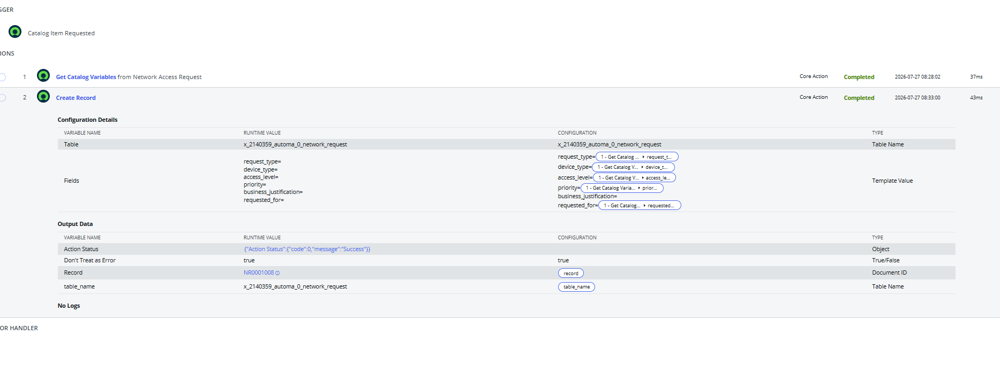 GGER
Catalog Item Requested
IONS
1 Get Catalog Variables from Network Access Request Core Action Completed 2026-07-27 08:28:02 37ms
2 Create Record Core Action Completed 2026-07-27 08:33:00 43ms
Configuration Details
VARIABLE NAME RUNTIME VALUE CONFIGURATION TYPE
Table x_2140359_automa_0_network_request x_2140359_automa_0_network_request Table Name
Fields
request_type=
device_type=
access_level=
priority=
business_justification=
requested_for=
request_type= 1 - Get Catalog ... ▸ request_t...
device_type= 1 - Get Catalog V... ▸ device_t...
access_level= 1 - Get Catalog V... ▸ access_le...
priority= 1 - Get Catalog Varia... ▸ prior...
business_justification=
requested_for= 1 - Get Catalog... ▸ requested...
Template Value
Output Data
VARIABLE NAME RUNTIME VALUE CONFIGURATION TYPE
Action Status {"Action Status":{"code":0,"message":"Success"}} Object
Don't Treat as Error true true True/False
Record NR0001008 record Document ID
table_name x_2140359_automa_0_network_request table_name Table Name
No Logs
OR HANDLER